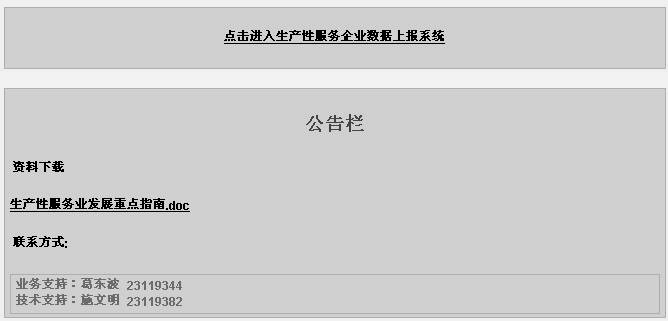 点击进入生产性服务企业数据上报系统
公告栏
资料下载
生产性服务业发展重点指南.doc
联系方式:
业务支持：葛东波 23119344
技术支持：施文明 23119382